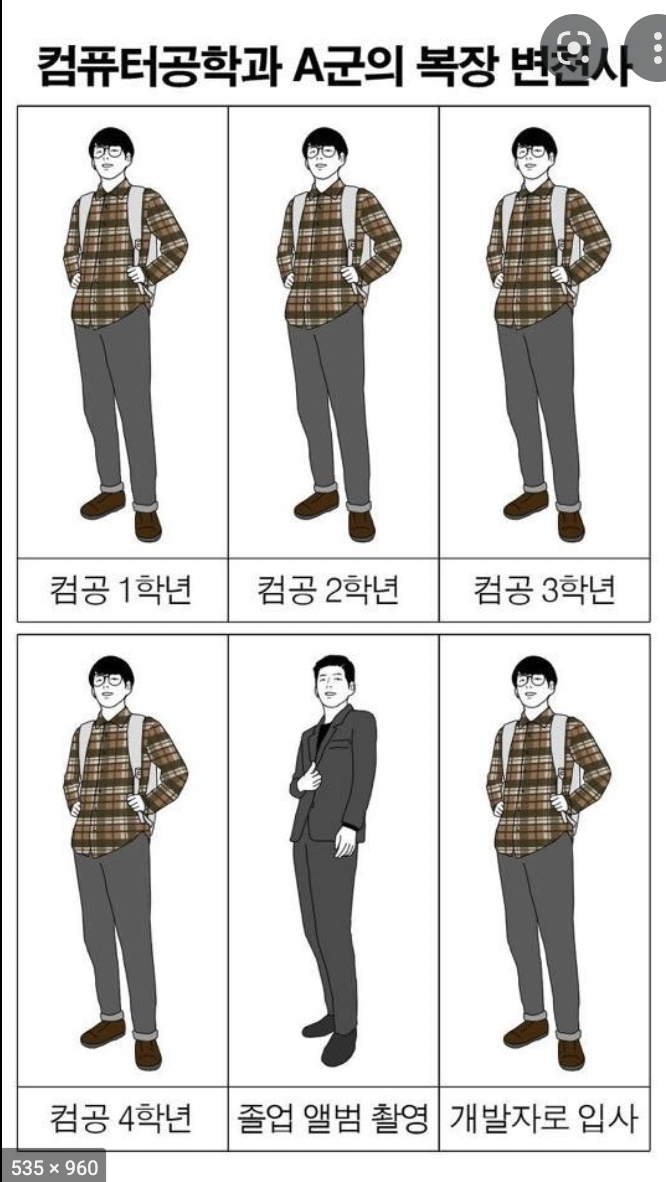 컴퓨터공학과 A군의 복장 변천사
컴공 1학년
컴공 2학년
컴공 3학년
컴공 4학년
졸업 앨범 촬영
개발자로 입사
535 × 960